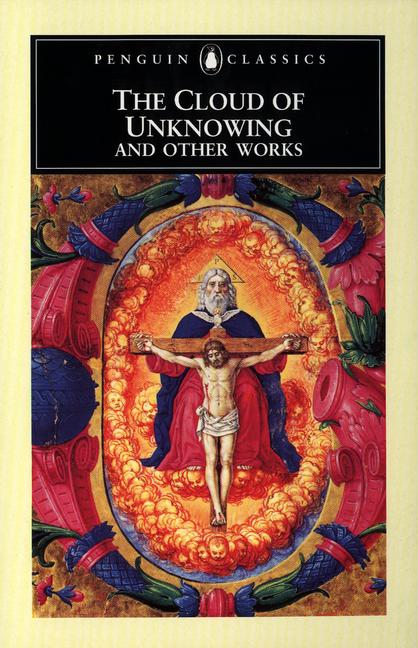 PENGUIN CLASSICS
THE CLOUD OF
UNKNOWING
AND OTHER WORKS